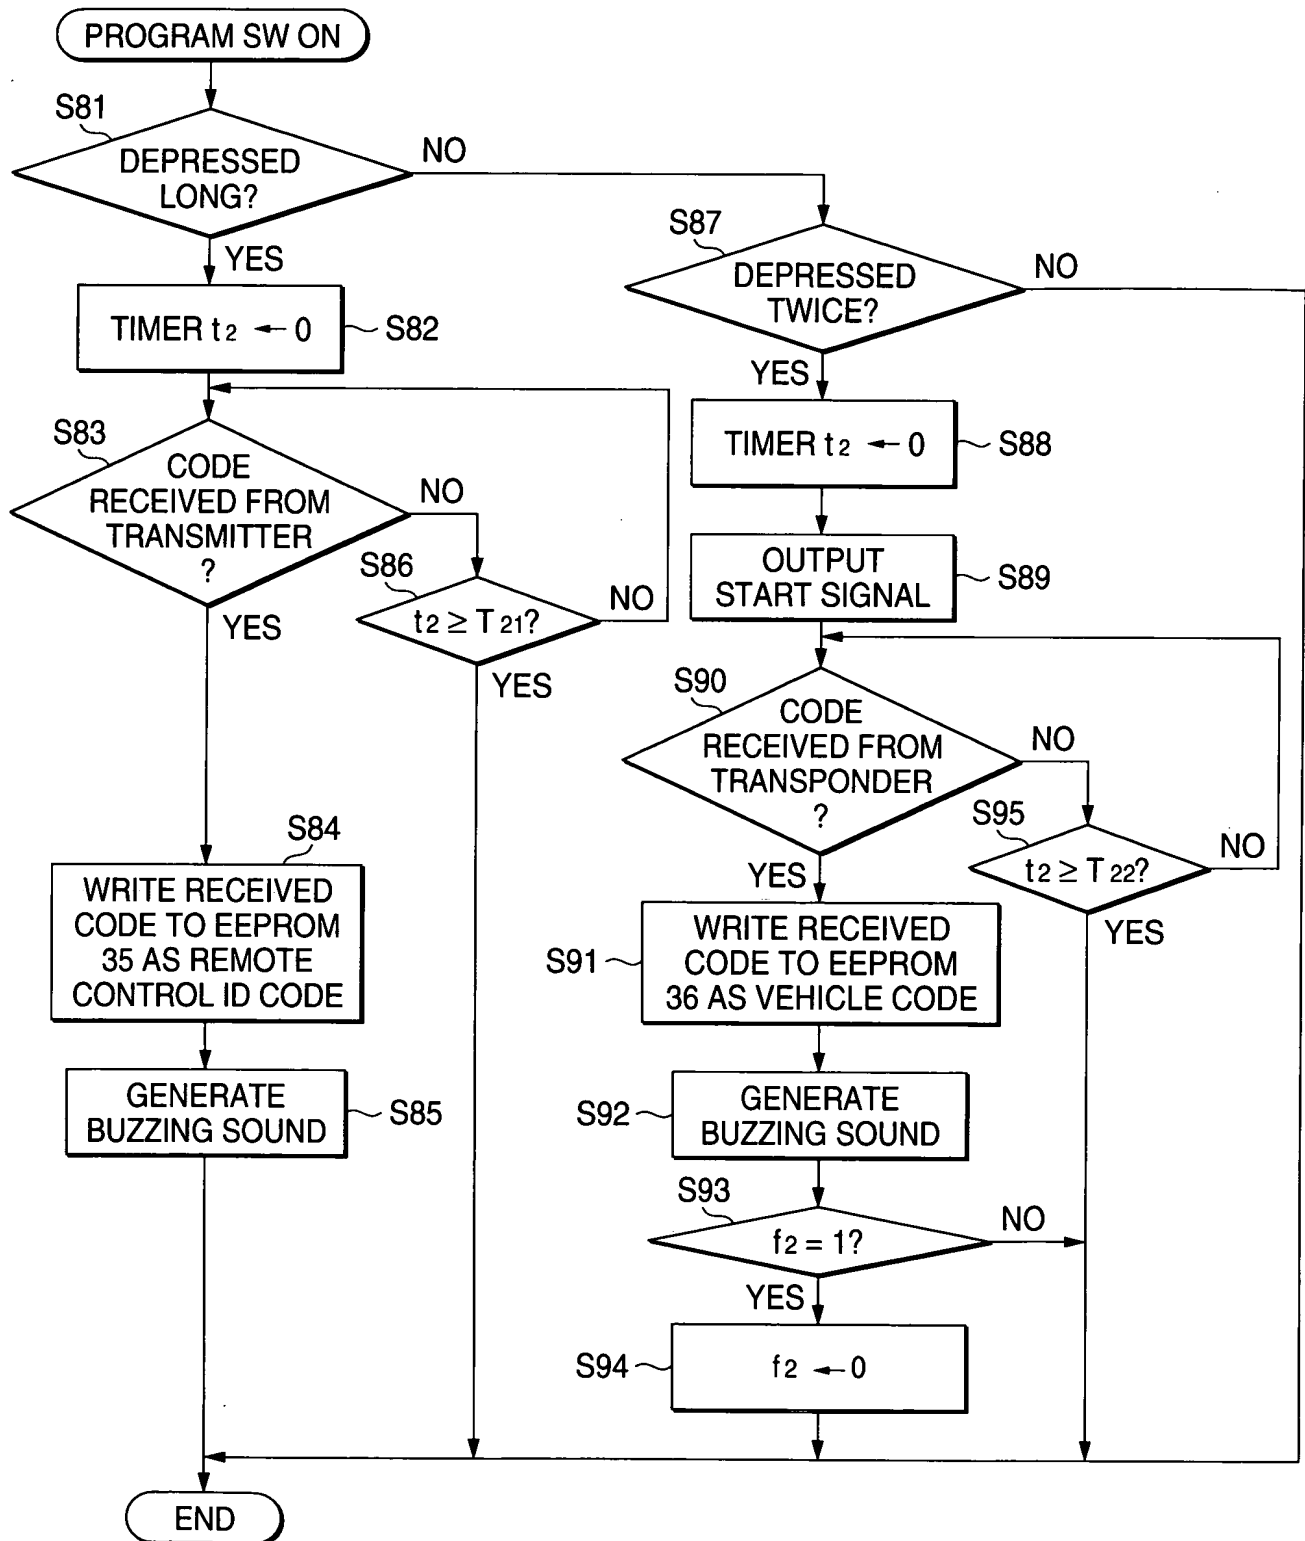 PROGRAM SW ON
S81
DEPRESSED
LONG?
NO
YES
TIMER t2 ← 0
S82
S83
CODE
RECEIVED FROM
TRANSMITTER
?
NO
YES
S86
t2 ≥ T21?
NO
YES
S84
WRITE RECEIVED
CODE TO EEPROM
35 AS REMOTE
CONTROL ID CODE
GENERATE
BUZZING SOUND
S85
S87
DEPRESSED
TWICE?
NO
YES
TIMER t2 ← 0
S88
OUTPUT
START SIGNAL
S89
S90
CODE
RECEIVED FROM
TRANSPONDER
?
NO
YES
S95
t2 ≥ T22?
NO
YES
S91
WRITE RECEIVED
CODE TO EEPROM
36 AS VEHICLE CODE
S92
GENERATE
BUZZING SOUND
S93
f2 = 1?
NO
YES
S94
f2 ← 0
END